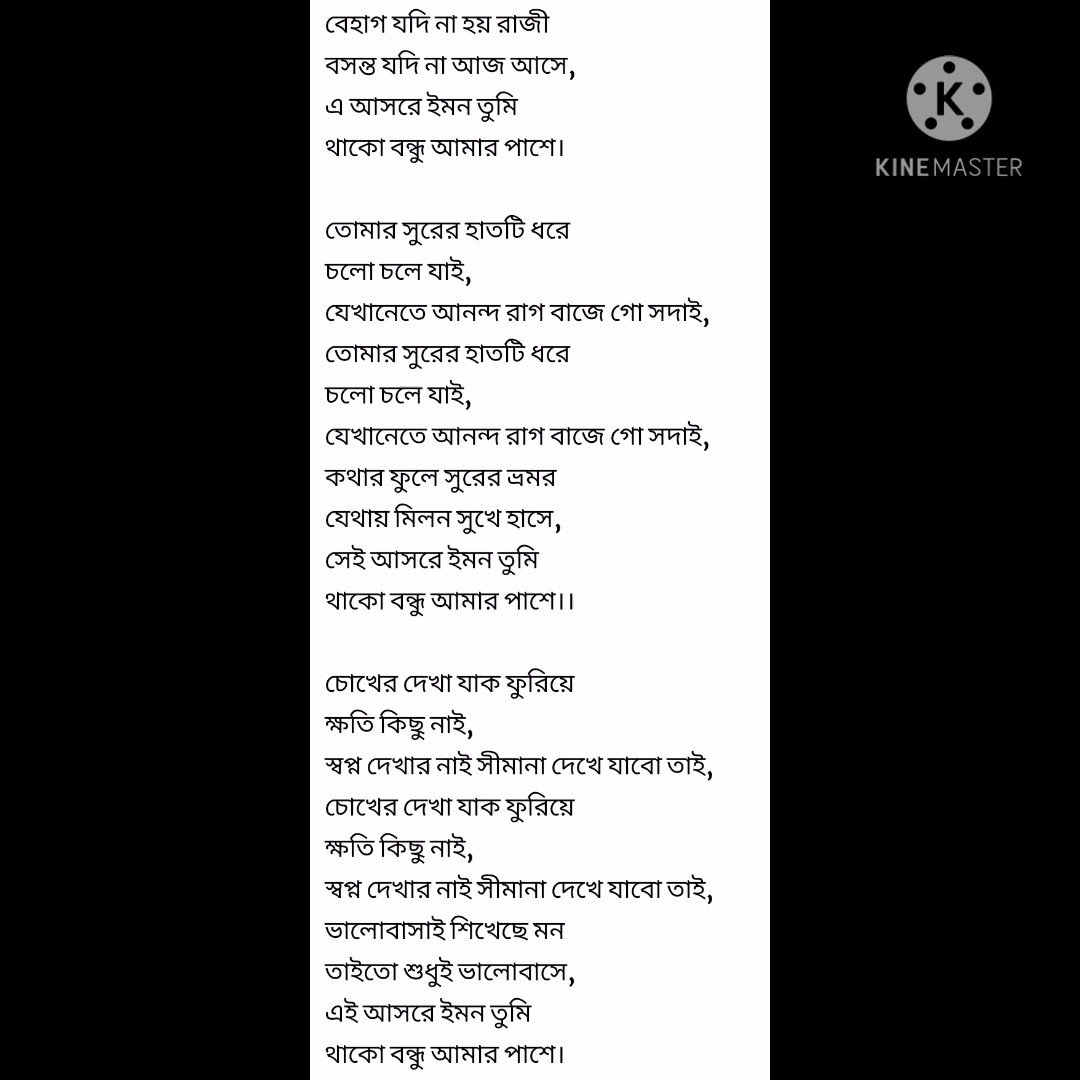 বেহাগ যদি না হয় রাজী
বসন্ত যদি না আজ আসে,
এ আসরে ইমন তুমি
থাকো বন্ধু আমার পাশে।
তোমার সুরের হাতটি ধরে
চলো চলে যাই,
যেখানেতে আনন্দ রাগ বাজে গো সদাই,
তোমার সুরের হাতটি ধরে
চলো চলে যাই,
যেখানেতে আনন্দ রাগ বাজে গো সদাই,
কথার ফুলে সুরের ভ্রমর
যেথায় মিলন সুখে হাসে,
সেই আসরে ইমন তুমি
থাকো বন্ধু আমার পাশে।।
চোখের দেখা যাক ফুরিয়ে
ক্ষতি কিছু নাই,
স্বপ্ন দেখার নাই সীমানা দেখে যাবো তাই,
চোখের দেখা যাক ফুরিয়ে
ক্ষতি কিছু নাই,
স্বপ্ন দেখার নাই সীমানা দেখে যাবো তাই,
ভালোবাসাই শিখেছে মন
তাইতো শুধুই ভালোবাসে,
এই আসরে ইমন তুমি
থাকো বন্ধু আমার পাশে।
K
KINEMASTER